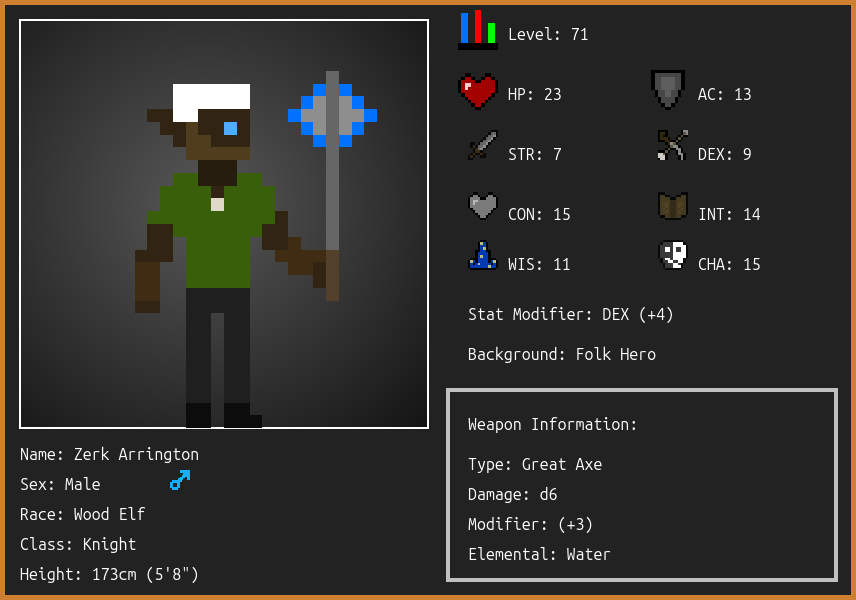 Level: 71
HP: 23
AC: 13
STR: 7
DEX: 9
CON: 15
INT: 14
WIS: 11
CHA: 15
Stat Modifier: DEX (+4)
Background: Folk Hero
Weapon Information:
Type: Great Axe
Damage: d6
Modifier: (+3)
Elemental: Water
Name: Zerk Arrington
Sex: Male
Race: Wood Elf
Class: Knight
Height: 173cm (5'8")